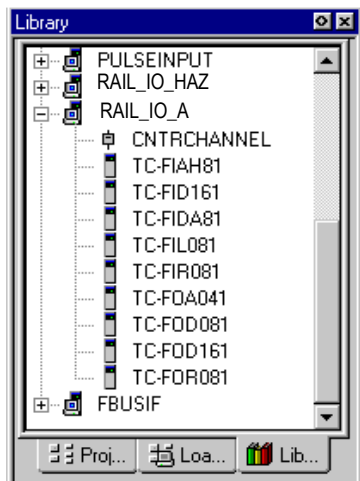 Library
PULSEINPUT
RAIL_IO_HAZ
RAIL_IO_A
CNTRCHANNEL
TC-FIAH81
TC-FID161
TC-FIDA81
TC-FIL081
TC-FIR081
TC-FOA041
TC-FOD081
TC-FOD161
TC-FOR081
FBUSIF
Proj... Loa... Lib...